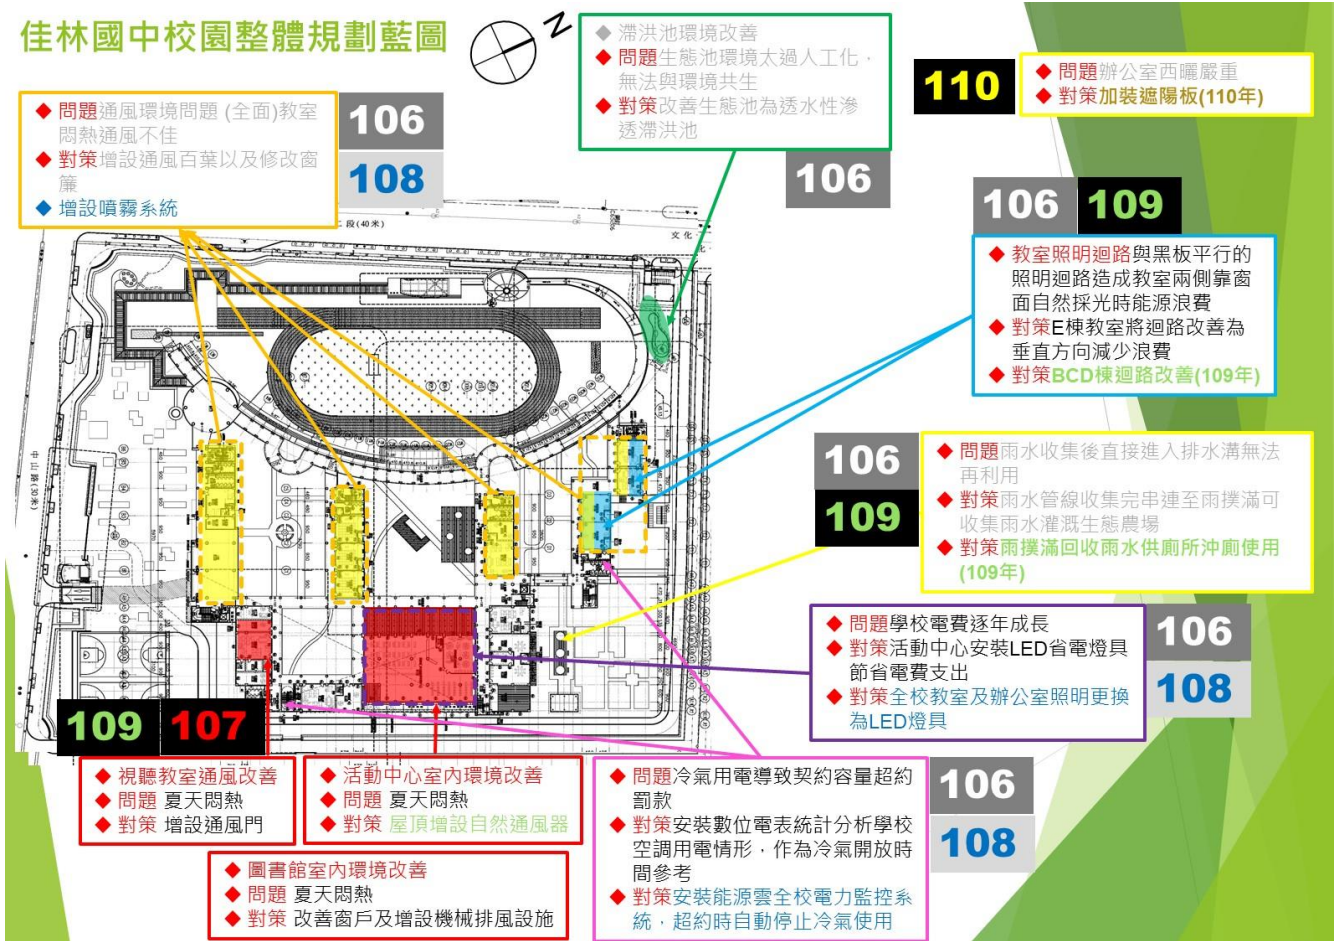 佳林國中校園整體規劃藍圖
N
◆ 問題通風環境問題 (全面)教室
悶熱通風不佳
◆ 對策增設通風百葉以及修改窗
簾
◆ 增設噴霧系統
106
108
◆ 滯洪池環境改善
◆ 問題生態池環境太過人工化，
無法與環境共生
◆ 對策改善生態池為透水性滲
透滯洪池
106
110
◆ 問題辦公室西曬嚴重
◆ 對策加裝遮陽板(110年)
106 109
◆ 教室照明迴路與黑板平行的
照明迴路造成教室兩側靠窗
面自然採光時能源浪費
◆ 對策E棟教室將迴路改善為
垂直方向減少浪費
◆ 對策BCD棟迴路改善(109年)
段(40米)
文化
中山路(30米)
106
109
◆ 問題雨水收集後直接進入排水溝無法
再利用
◆ 對策雨水管線收集完串連至雨撲滿可
收集雨水灌溉生態農場
◆ 對策雨撲滿回收雨水供廁所沖廁使用
(109年)
◆ 問題學校電費逐年成長
◆ 對策活動中心安裝LED省電燈具
節省電費支出
◆ 對策全校教室及辦公室照明更換
為LED燈具
106
108
109 107
◆ 視聽教室通風改善
◆ 問題 夏天悶熱
◆ 對策 增設通風門
◆ 活動中心室內環境改善
◆ 問題 夏天悶熱
◆ 對策 屋頂增設自然通風器
◆ 圖書館室內環境改善
◆ 問題 夏天悶熱
◆ 對策 改善窗戶及增設機械排風設施
◆ 問題冷氣用電導致契約容量超約
罰款
◆ 對策安裝數位電表統計分析學校
空調用電情形，作為冷氣開放時
間參考
◆ 對策安裝能源雲全校電力監控系
統，超約時自動停止冷氣使用
106
108